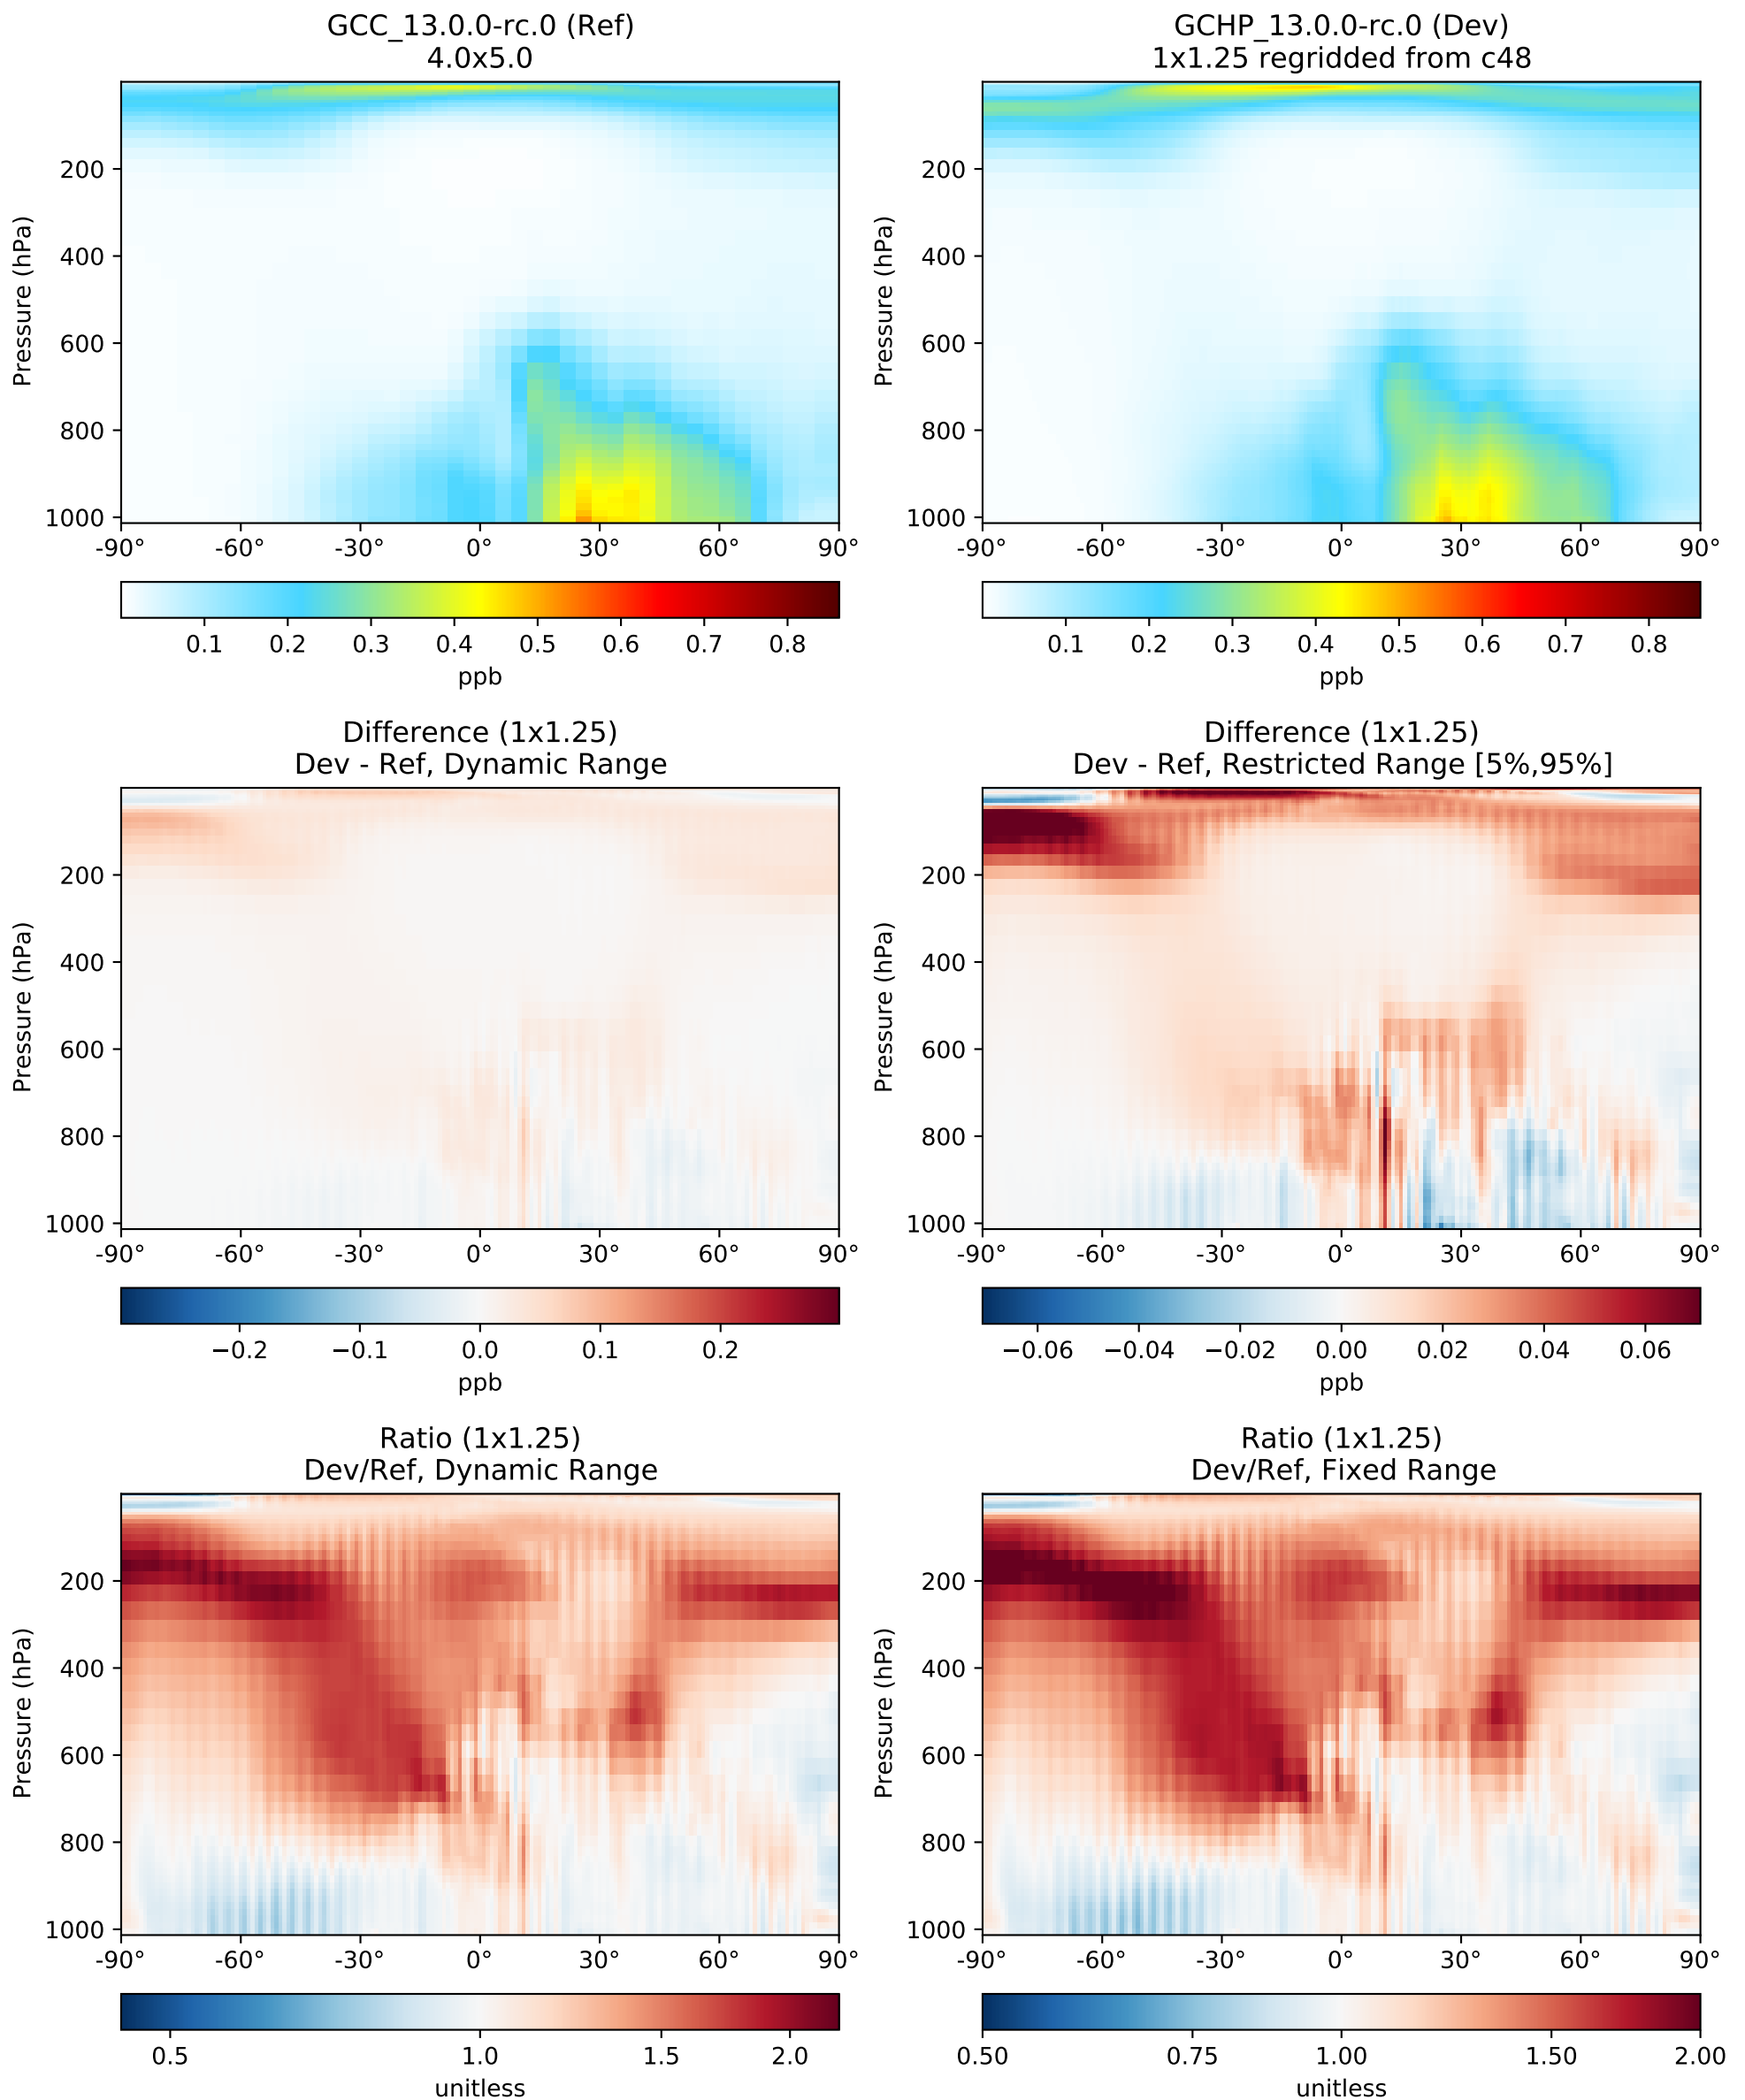 GCC_13.0.0-rc.0 (Ref)
4.0x5.0
Pressure (hPa)
200
400
600
800
1000
-90° -60° -30° 0° 30° 60° 90°
0.1 0.2 0.3 0.4 0.5 0.6 0.7 0.8
ppb
GCHP_13.0.0-rc.0 (Dev)
1x1.25 regridded from c48
Pressure (hPa)
200
400
600
800
1000
-90° -60° -30° 0° 30° 60° 90°
0.1 0.2 0.3 0.4 0.5 0.6 0.7 0.8
ppb
Difference (1x1.25)
Dev - Ref, Dynamic Range
Pressure (hPa)
200
400
600
800
1000
-90° -60° -30° 0° 30° 60° 90°
−0.2 −0.1 0.0 0.1 0.2
ppb
Difference (1x1.25)
Dev - Ref, Restricted Range [5%,95%]
Pressure (hPa)
200
400
600
800
1000
-90° -60° -30° 0° 30° 60° 90°
−0.06 −0.04 −0.02 0.00 0.02 0.04 0.06
ppb
Ratio (1x1.25)
Dev/Ref, Dynamic Range
Pressure (hPa)
200
400
600
800
1000
-90° -60° -30° 0° 30° 60° 90°
0.5 1.0 1.5 2.0
unitless
Ratio (1x1.25)
Dev/Ref, Fixed Range
Pressure (hPa)
200
400
600
800
1000
-90° -60° -30° 0° 30° 60° 90°
0.50 0.75 1.00 1.50 2.00
unitless